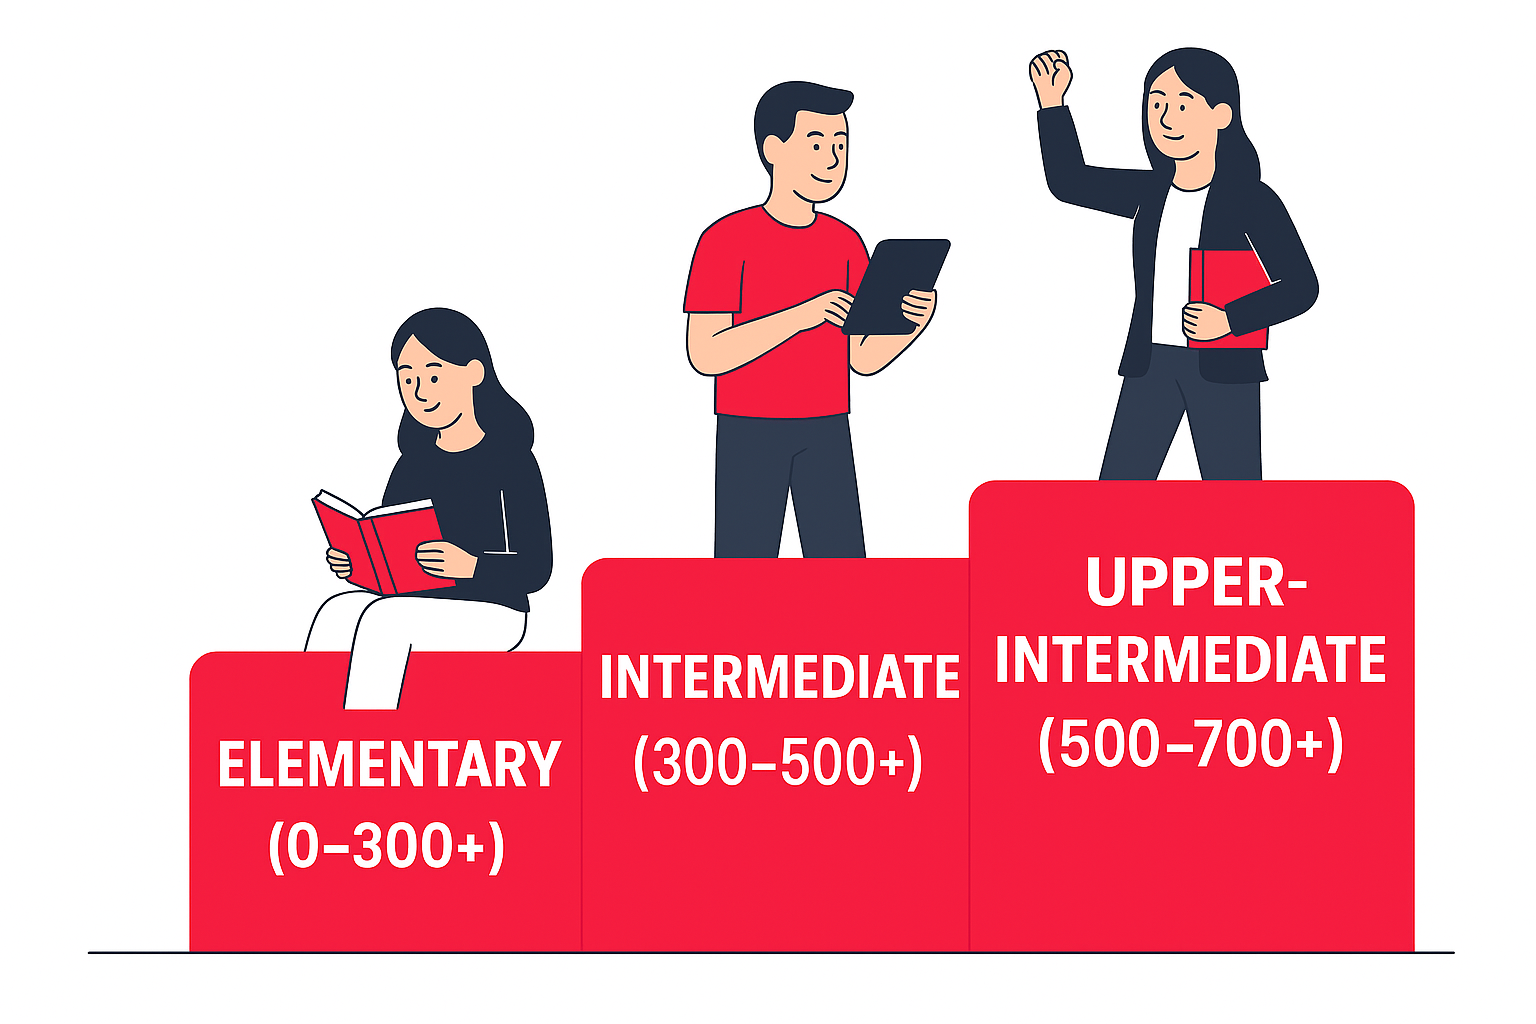 ELEMENTARY
(0–300+)
INTERMEDIATE
(300–500+)
UPPER-
INTERMEDIATE
(500–700+)